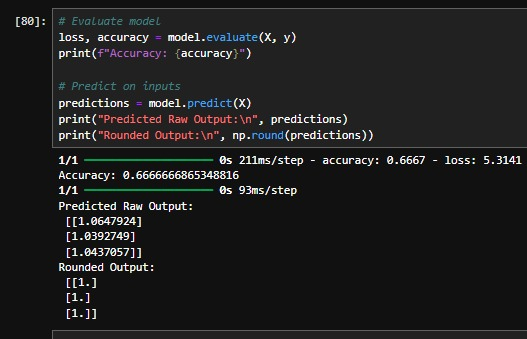 [80]:
# Evaluate model
loss, accuracy = model.evaluate(X, y)
print(f"Accuracy: {accuracy}")
# Predict on inputs
predictions = model.predict(X)
print("Predicted Raw Output:\n", predictions)
print("Rounded Output:\n", np.round(predictions))
1/1 ━━━━━━━━━━━━━━━━━━━━ 0s 211ms/step - accuracy: 0.6667 - loss: 5.3141
Accuracy: 0.6666666865348816
1/1 ━━━━━━━━━━━━━━━━━━━━ 0s 93ms/step
Predicted Raw Output:
[[1.0647924]
[1.0392749]
[1.0437057]]
Rounded Output:
[[1.]
[1.]
[1.]]